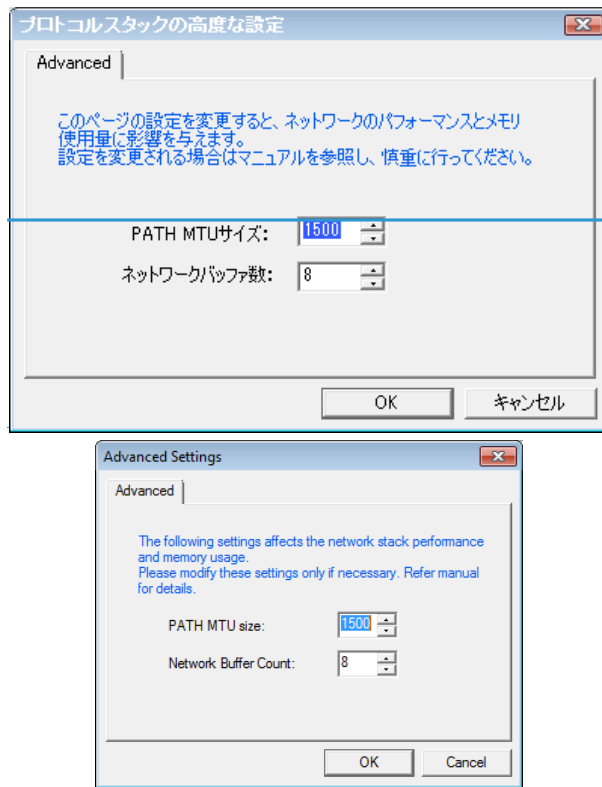 プロトコルスタックの高度な設定
Advanced
このページの設定を変更すると、ネットワークのパフォーマンスとメモリ
使用量に影響を与えます。
設定を変更される場合はマニュアルを参照し、慎重に行ってください。
PATH MTUサイズ: 1500
ネットワークバッファ数: 8
OK キャンセル
Advanced Settings
Advanced
The following settings affects the network stack performance
and memory usage.
Please modify these settings only if necessary. Refer manual
for details.
PATH MTU size: 1500
Network Buffer Count: 8
OK Cancel